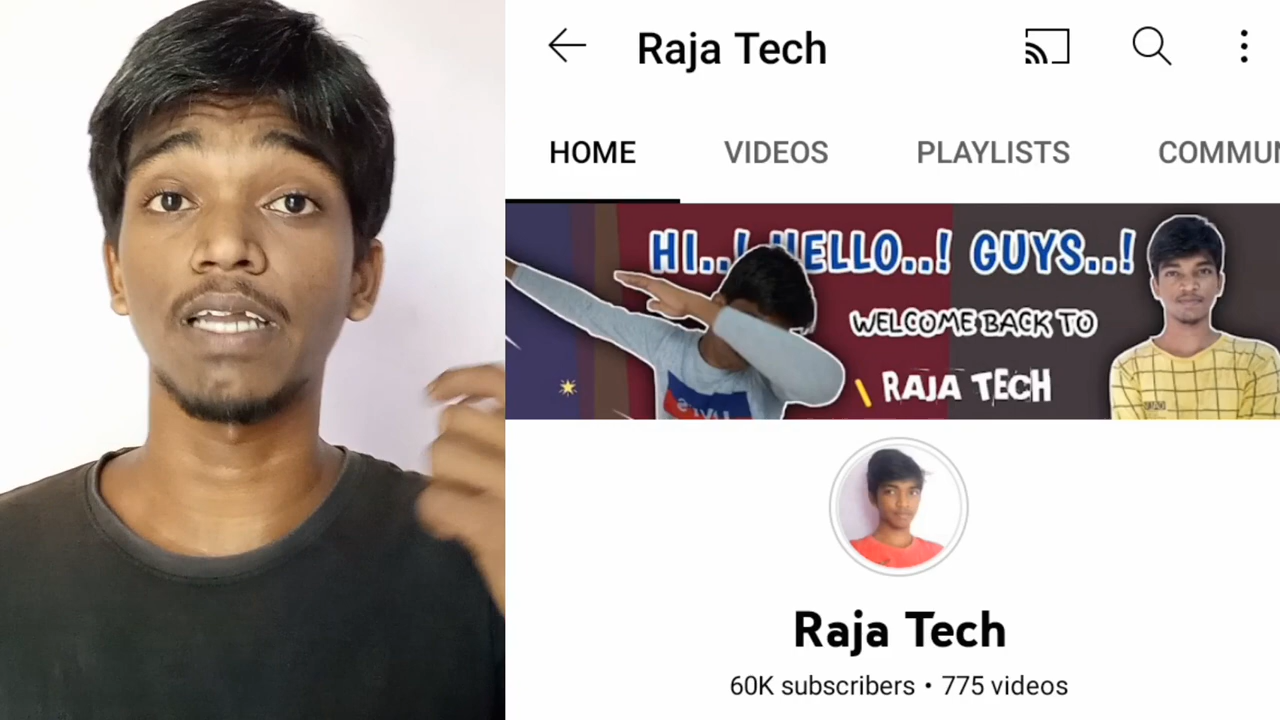 Raja Tech
HOME VIDEOS PLAYLISTS COMMUN
HI..! HELLO..! GUYS..!
WELCOME BACK TO
RAJA TECH
Raja Tech
60K subscribers • 775 videos